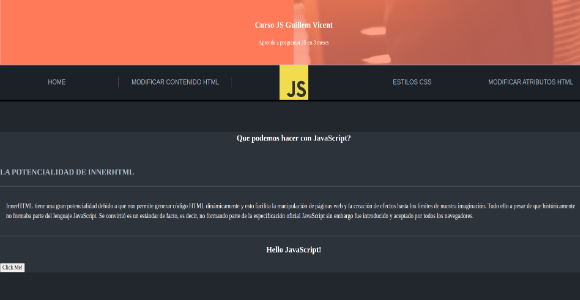 Curso JS Guillem Vicent
Aprende a programar JS en 3 meses
HOME
MODIFICAR CONTENIDO HTML
JS
ESTILOS CSS
MODIFICAR ATRIBUTOS HTML
Que podemos hacer con JavaScript?
LA POTENCIALIDAD DE INNERHTML
InnerHTML tiene una gran potencialidad debido a que nos permite generar código HTML dinámicamente y esto facilita la manipulación de páginas web y la creación de efectos hasta los límites de nuestra imaginación. Todo ello a pesar de que históricamente
no formaba parte del lenguaje JavaScript. Se convirtió en un estándar de facto, es decir, no formando parte de la especificación oficial JavaScript sin embargo fue introducido y aceptado por todos los navegadores.
Hello JavaScript!
Click Me!